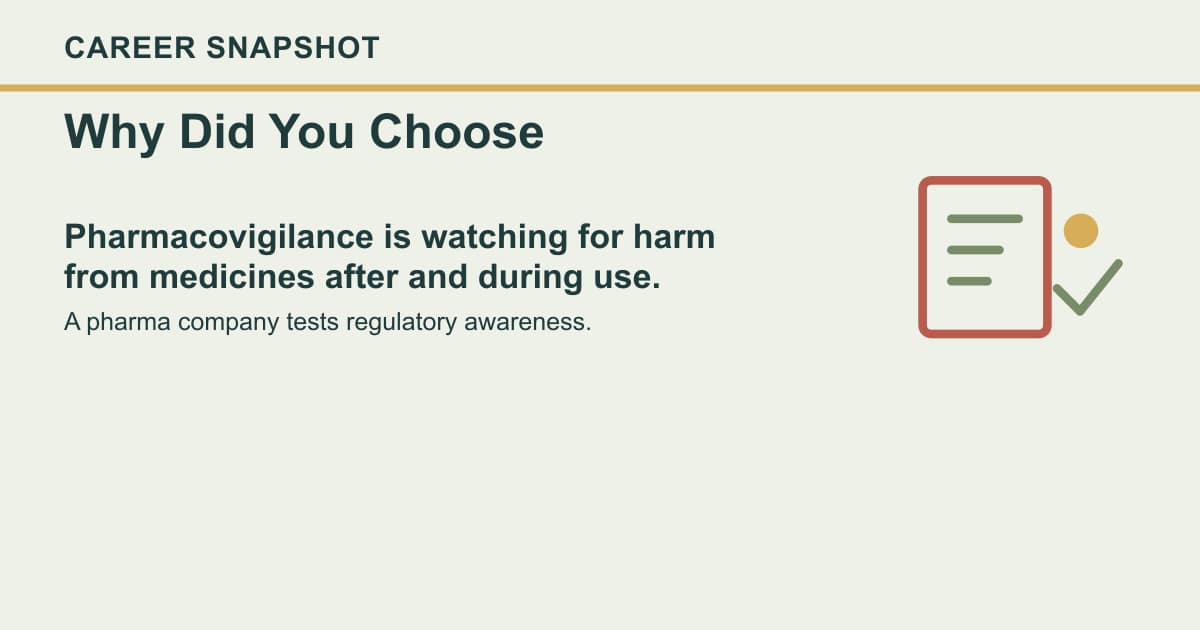 CAREER SNAPSHOT
Why Did You Choose
Pharmacovigilance is watching for harm
from medicines after and during use.
A pharma company tests regulatory awareness.